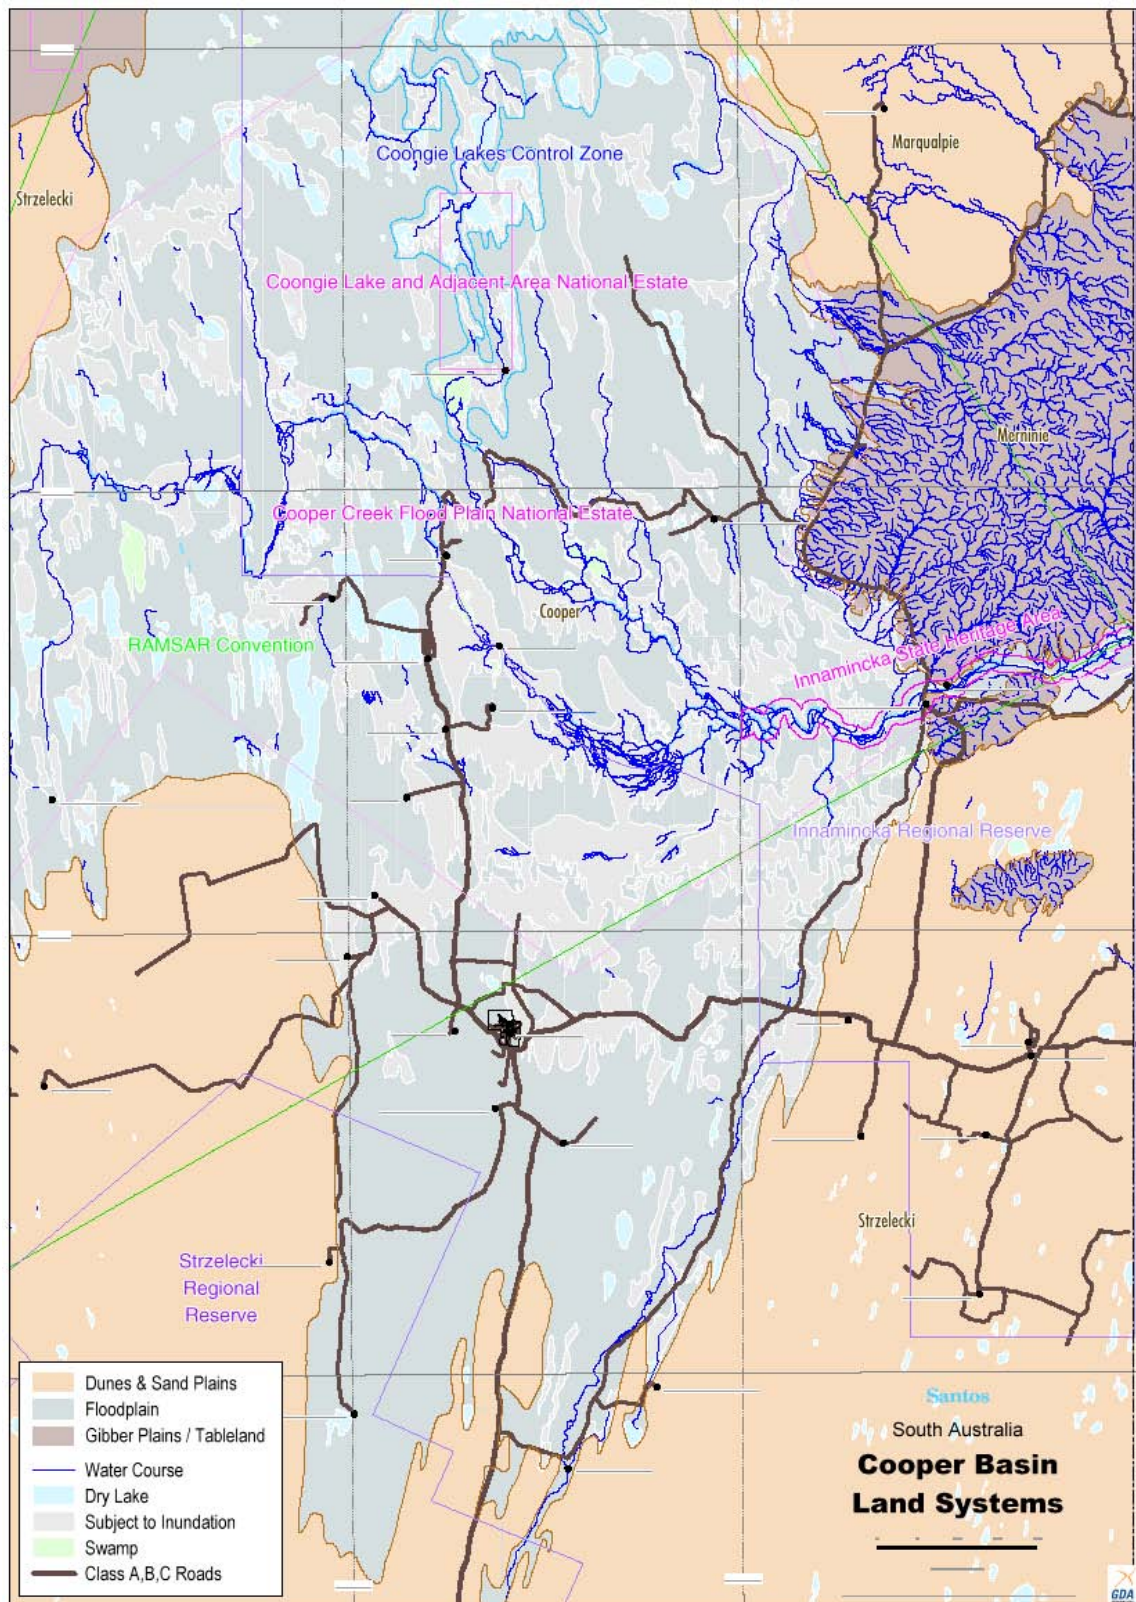 Marqualpie
Coongie Lakes Control Zone
Strzelecki
Coongie Lake and Adjacent Area National Estate
Merninie
Cooper Creek Flood Plain National Estate
Cooper
RAMSAR Convention
Innamincka State Heritage Area
Innamincka Regional Reserve
Strzelecki
Strzelecki
Regional
Reserve
Dunes & Sand Plains
Floodplain
Gibber Plains / Tableland
Water Course
Dry Lake
Subject to Inundation
Swamp
Class A,B,C Roads
Santos
South Australia
Cooper Basin
Land Systems
GDA